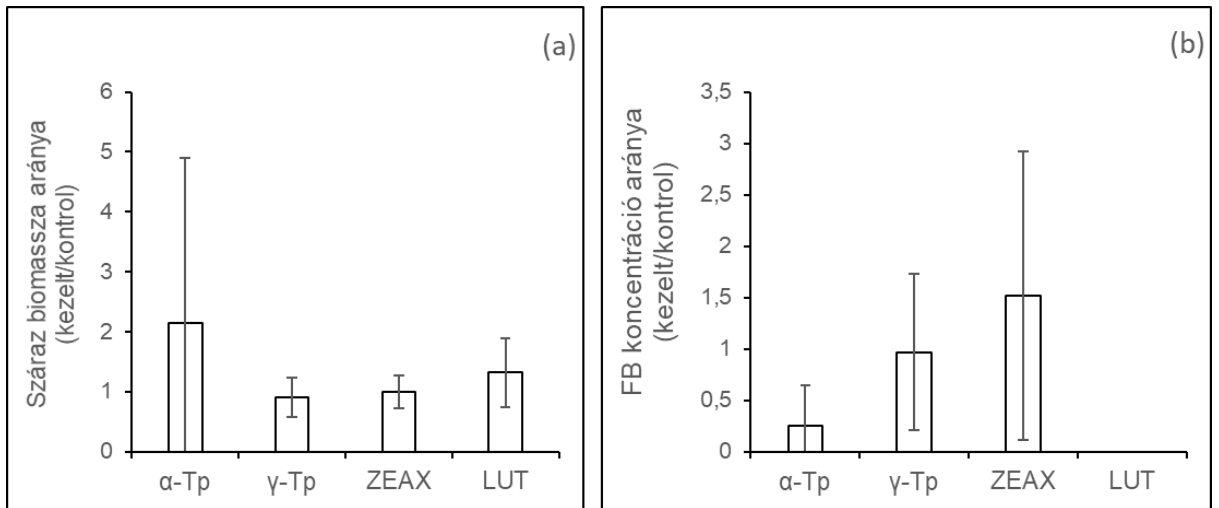 (a)
Száraz biomassza aránya
(kezelt/kontrol)
6
5
4
3
2
1
0
α-Tp γ-Tp ZEAX LUT
(b)
FB koncentráció aránya
(kezelt/kontrol)
3,5
3
2,5
2
1,5
1
0,5
0
α-Tp γ-Tp ZEAX LUT